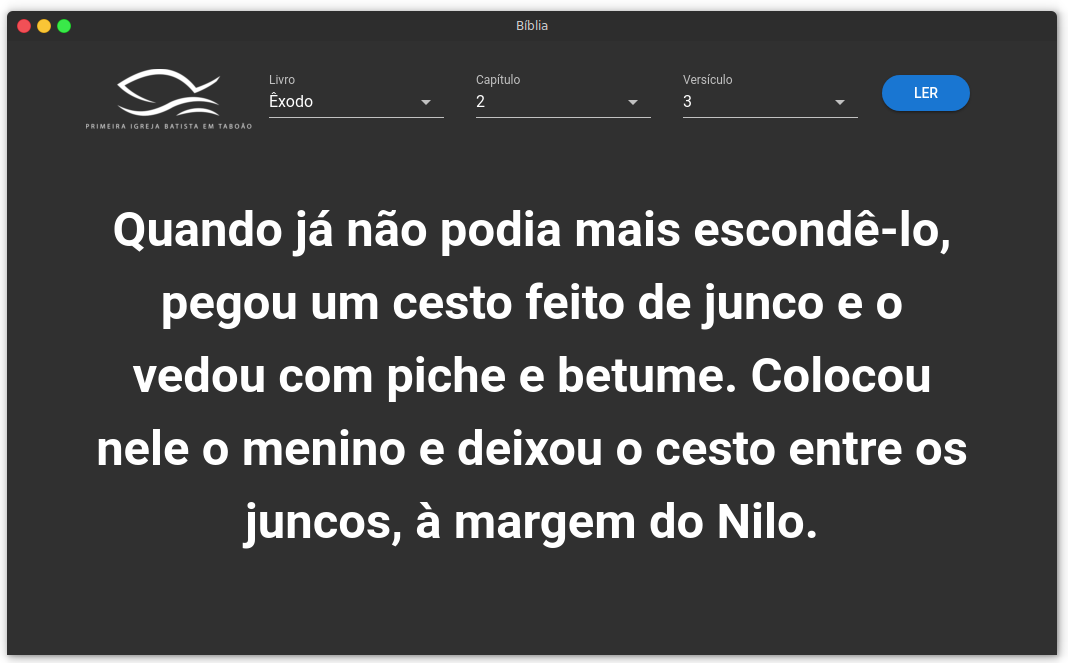 Bíblia
PRIMEIRA IGREJA BATISTA EM TABOÃO
Livro
Êxodo
Capítulo
2
Versículo
3
LER
Quando já não podia mais escondê-lo,
pegou um cesto feito de junco e o
vedou com piche e betume. Colocou
nele o menino e deixou o cesto entre os
juncos, à margem do Nilo.